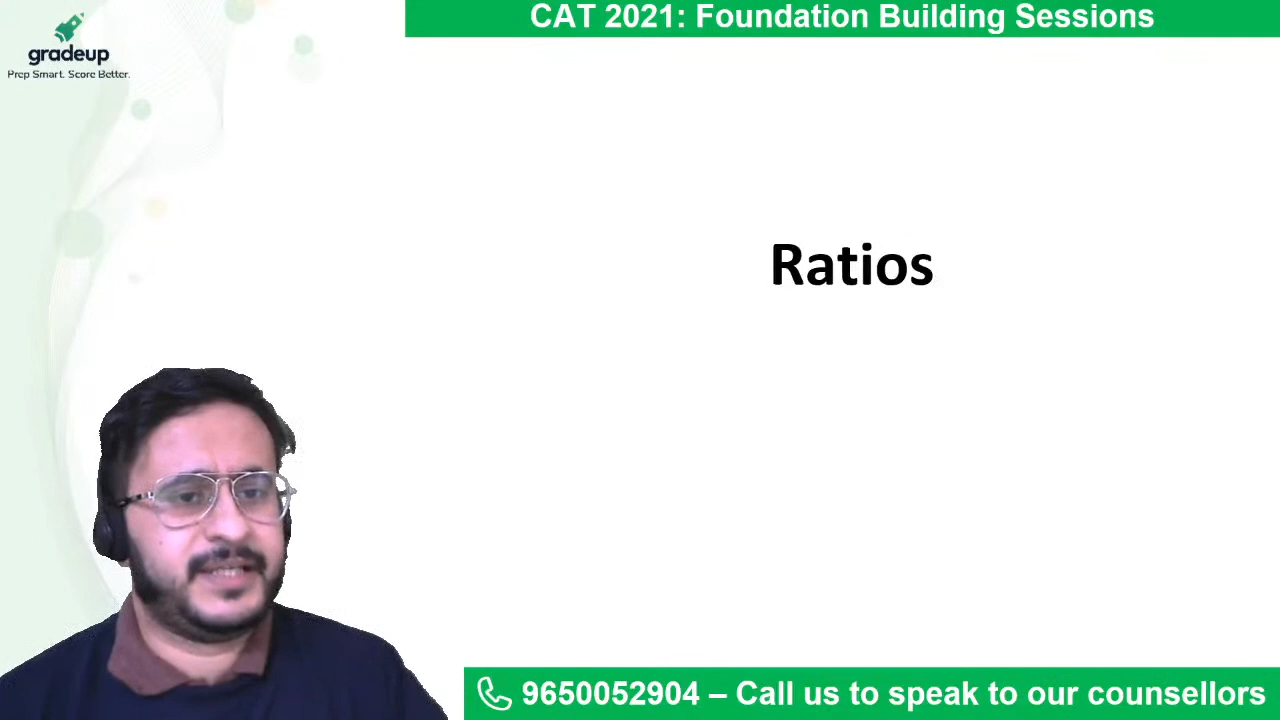 gradeup
Prep Smart. Score Better.
CAT 2021: Foundation Building Sessions
Ratios
9650052904 – Call us to speak to our counsellors